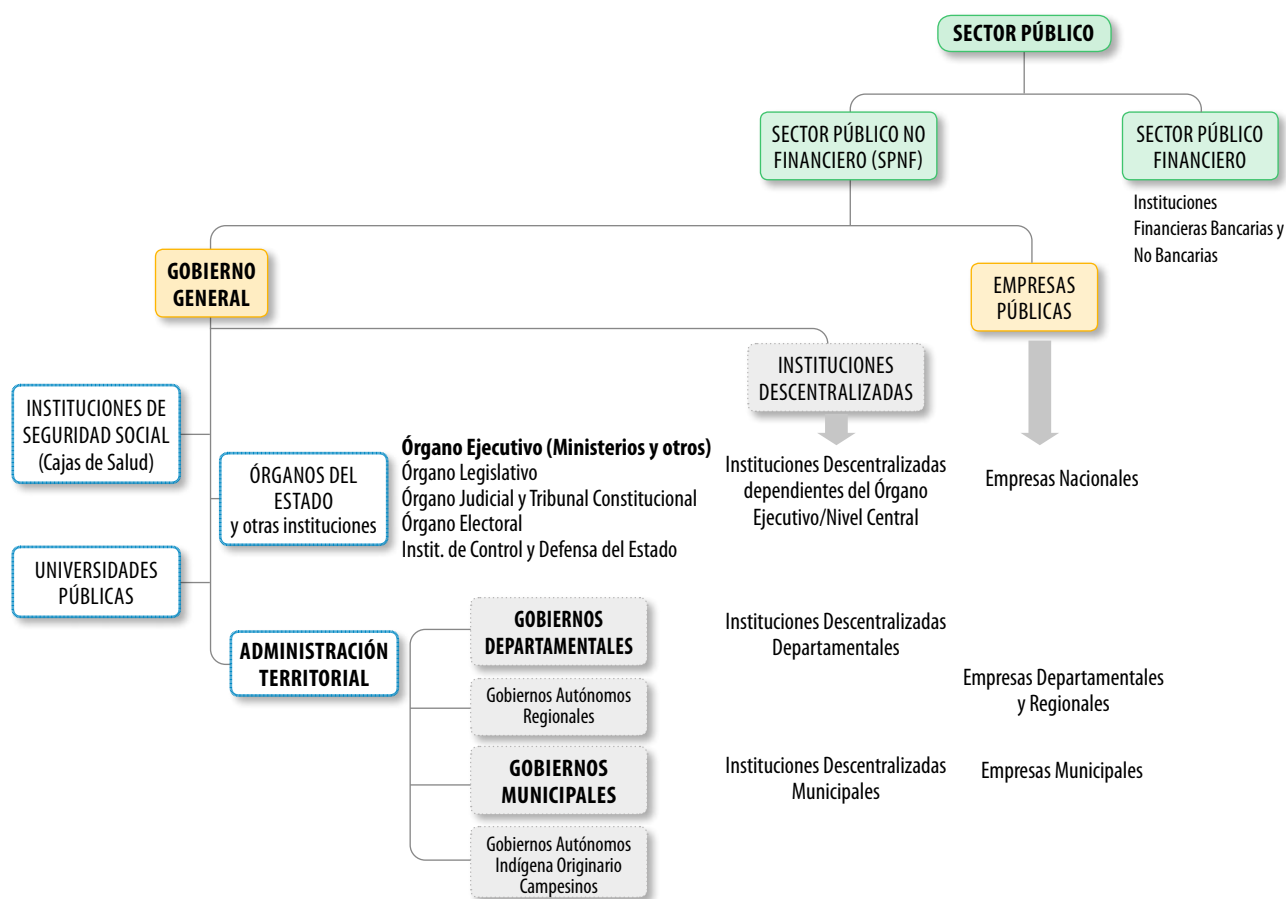 SECTOR PÚBLICO
SECTOR PÚBLICO NO
FINANCIERO (SPNF)
SECTOR PÚBLICO
FINANCIERO
Instituciones
Financieras Bancarias y
No Bancarias
GOBIERNO
GENERAL
EMPRESAS
PÚBLICAS
INSTITUCIONES
DESCENTRALIZADAS
INSTITUCIONES DE
SEGURIDAD SOCIAL
(Cajas de Salud)
ÓRGANOS DEL
ESTADO
y otras instituciones
Órgano Ejecutivo (Ministerios y otros)
Órgano Legislativo
Órgano Judicial y Tribunal Constitucional
Órgano Electoral
Instit. de Control y Defensa del Estado
Instituciones Descentralizadas
dependientes del Órgano
Ejecutivo/Nivel Central
Empresas Nacionales
UNIVERSIDADES
PÚBLICAS
ADMINISTRACIÓN
TERRITORIAL
GOBIERNOS
DEPARTAMENTALES
Instituciones Descentralizadas
Departamentales
Gobiernos Autónomos
Regionales
Empresas Departamentales
y Regionales
GOBIERNOS
MUNICIPALES
Instituciones Descentralizadas
Municipales
Empresas Municipales
Gobiernos Autónomos
Indígena Originario
Campesinos